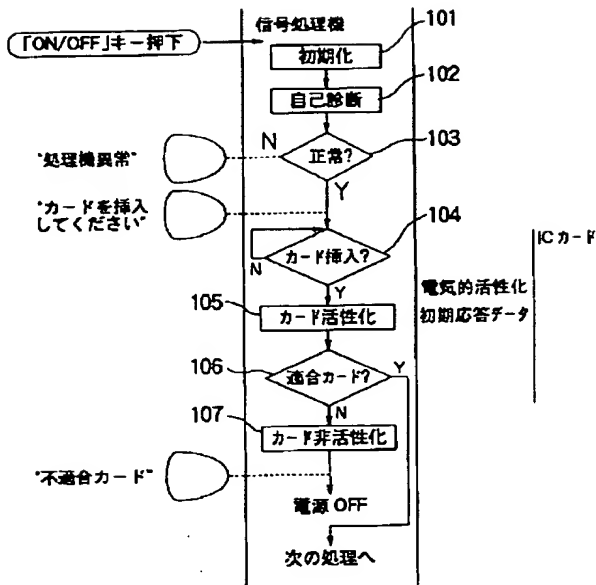 信号処理機
「ON/OFF」キー押下
101
初期化
102
自己診断
103
N
正常?
"処理機異常"
Y
"カードを挿入
してください"
104
カード挿入?
N
Y
ICカード
電気的活性化
105
カード活性化
初期応答データ
106
適合カード?
Y
N
107
カード非活性化
"不適合カード"
電源 OFF
次の処理へ